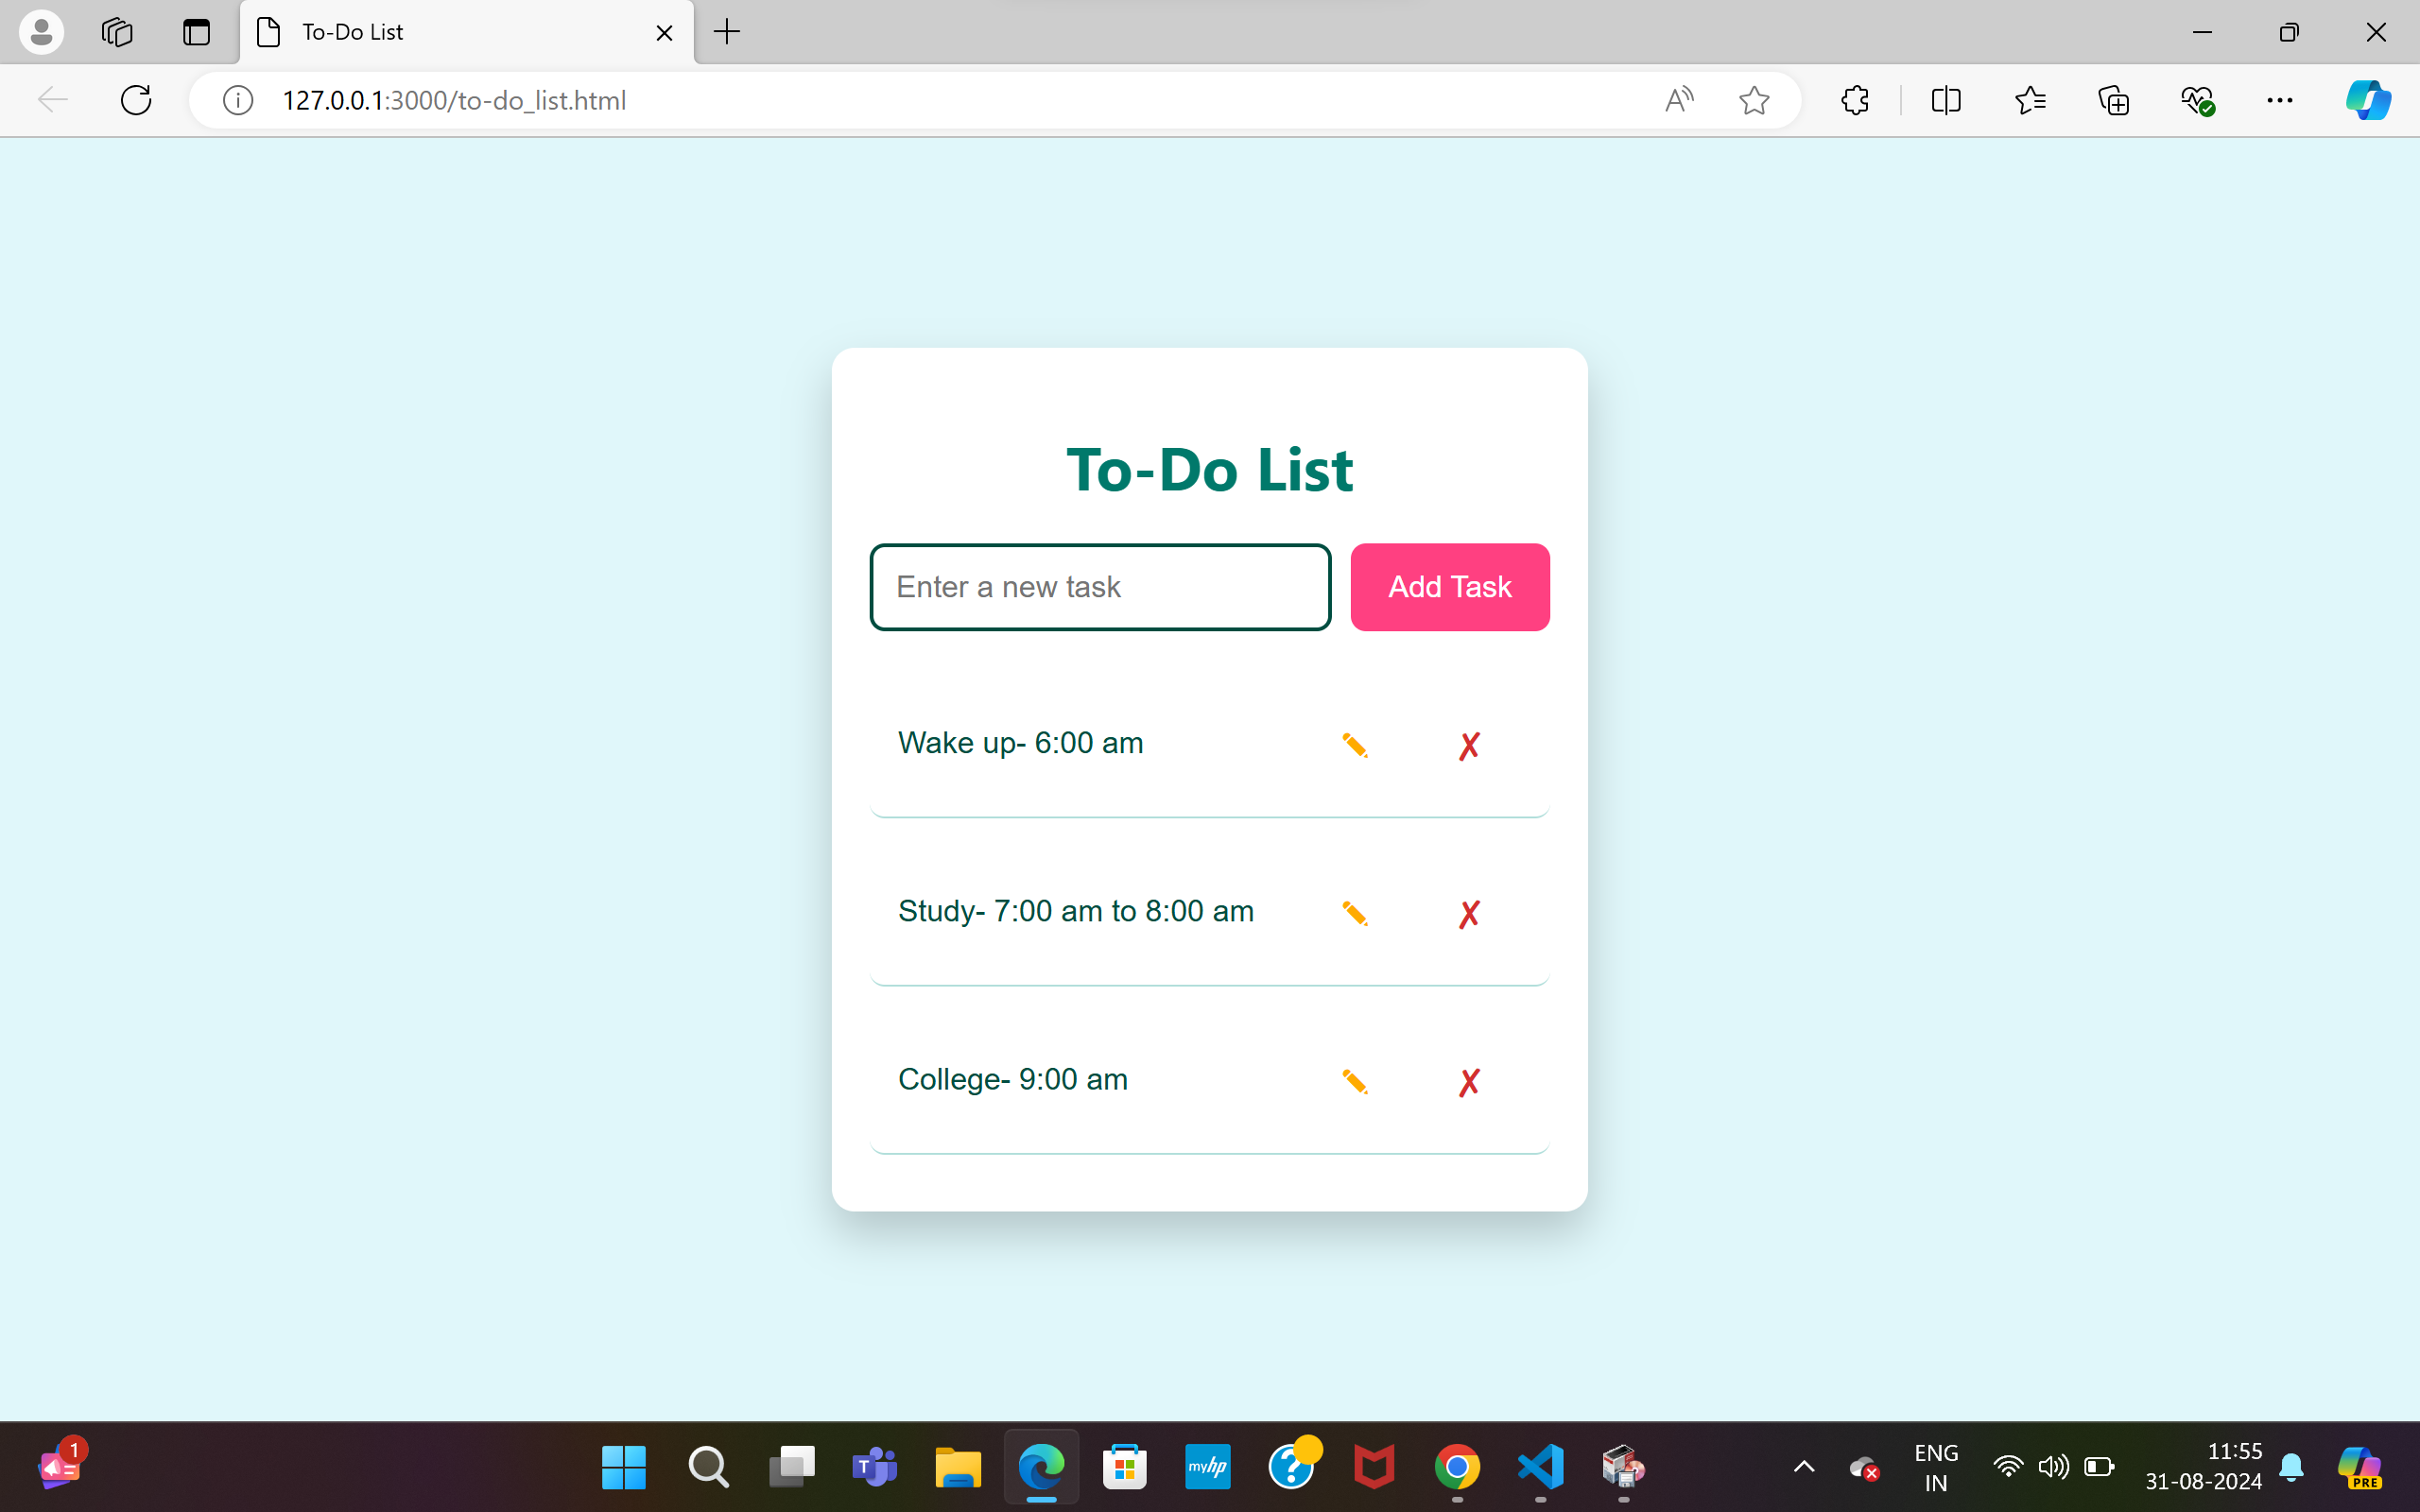 To-Do List
127.0.0.1:3000/to-do_list.html
To-Do List
Enter a new task
Add Task
Wake up- 6:00 am
Study- 7:00 am to 8:00 am
College- 9:00 am
1
T
myhp
?
ENG
IN
11:55
31-08-2024
PRE